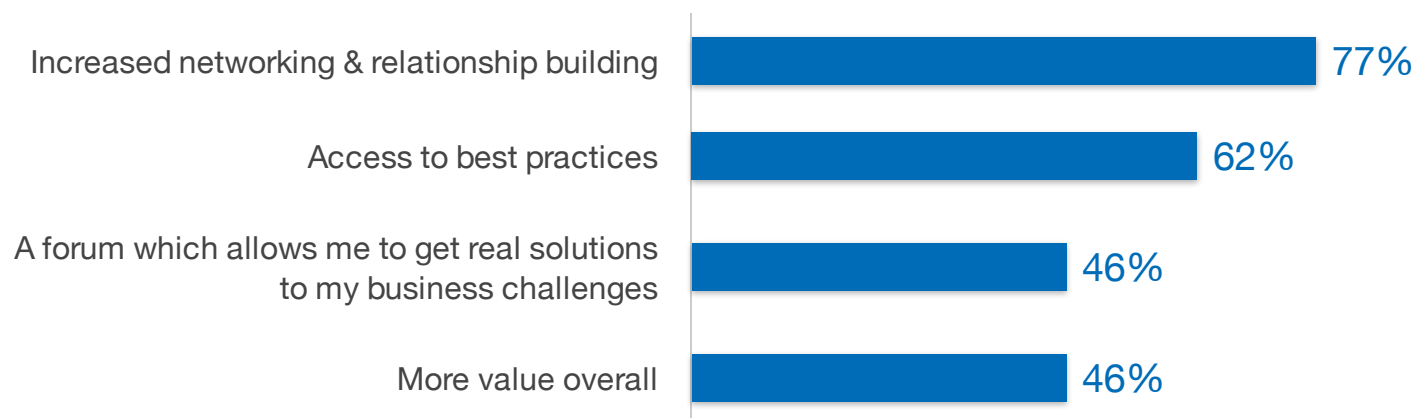 Increased networking & relationship building
77%
Access to best practices
62%
A forum which allows me to get real solutions
to my business challenges
46%
More value overall
46%